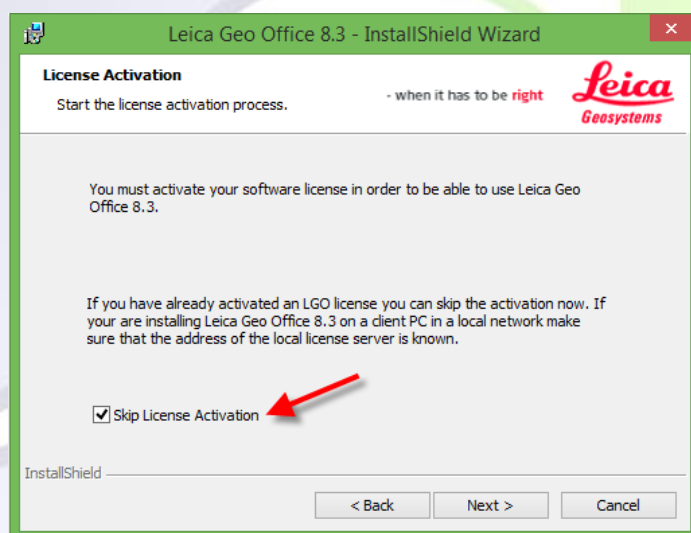 Leica Geo Office 8.3 - InstallShield Wizard
License Activation
Start the license activation process.
- when it has to be right
Leica
Geosystems
You must activate your software license in order to be able to use Leica Geo
Office 8.3.
If you have already activated an LGO license you can skip the activation now. If
your are installing Leica Geo Office 8.3 on a client PC in a local network make
sure that the address of the local license server is known.
Skip License Activation
InstallShield
< Back Next > Cancel